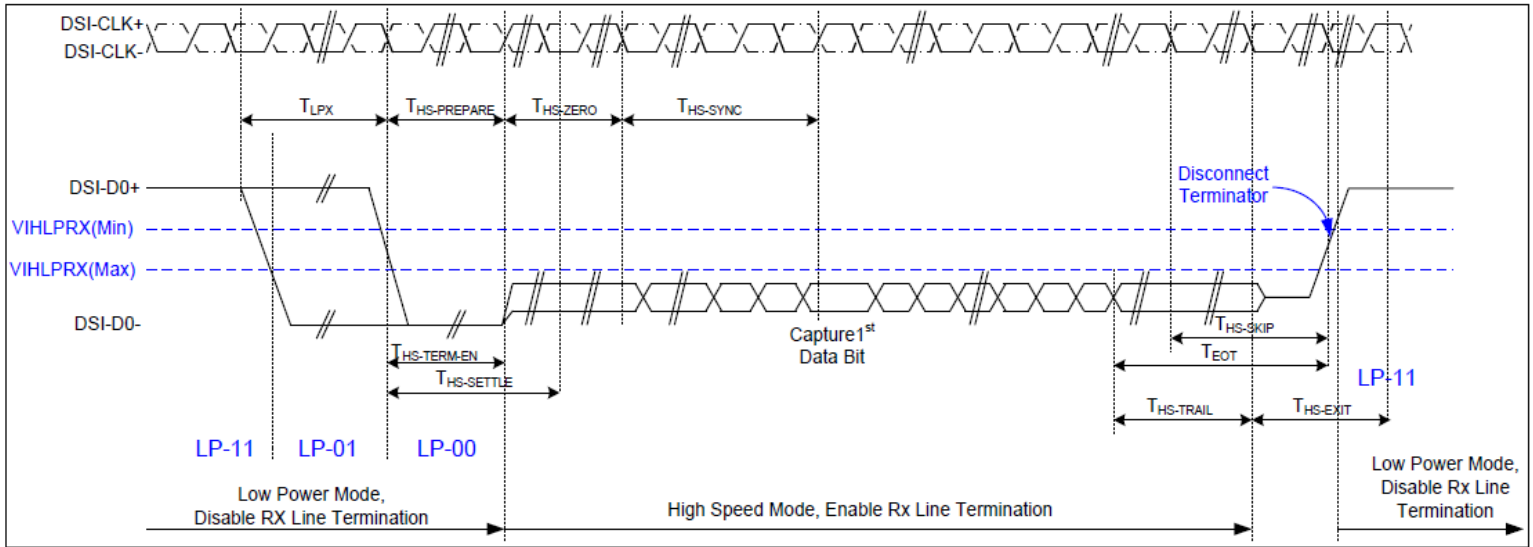 DSI-CLK+
DSI-CLK-
TLPX
THS-PREPARE
THS-ZERO
THS-SYNC
DSI-D0+
Disconnect
Terminator
VIHLPRX(Min)
VIHLPRX(Max)
DSI-D0-
Capture1st
Data Bit
THS-SKIP
THS-TERM-EN
TEOT
THS-SETTLE
LP-11
THS-TRAIL
THS-EXIT
LP-11
LP-01
LP-00
Low Power Mode,
Disable RX Line Termination
High Speed Mode, Enable Rx Line Termination
Low Power Mode,
Disable Rx Line
Termination